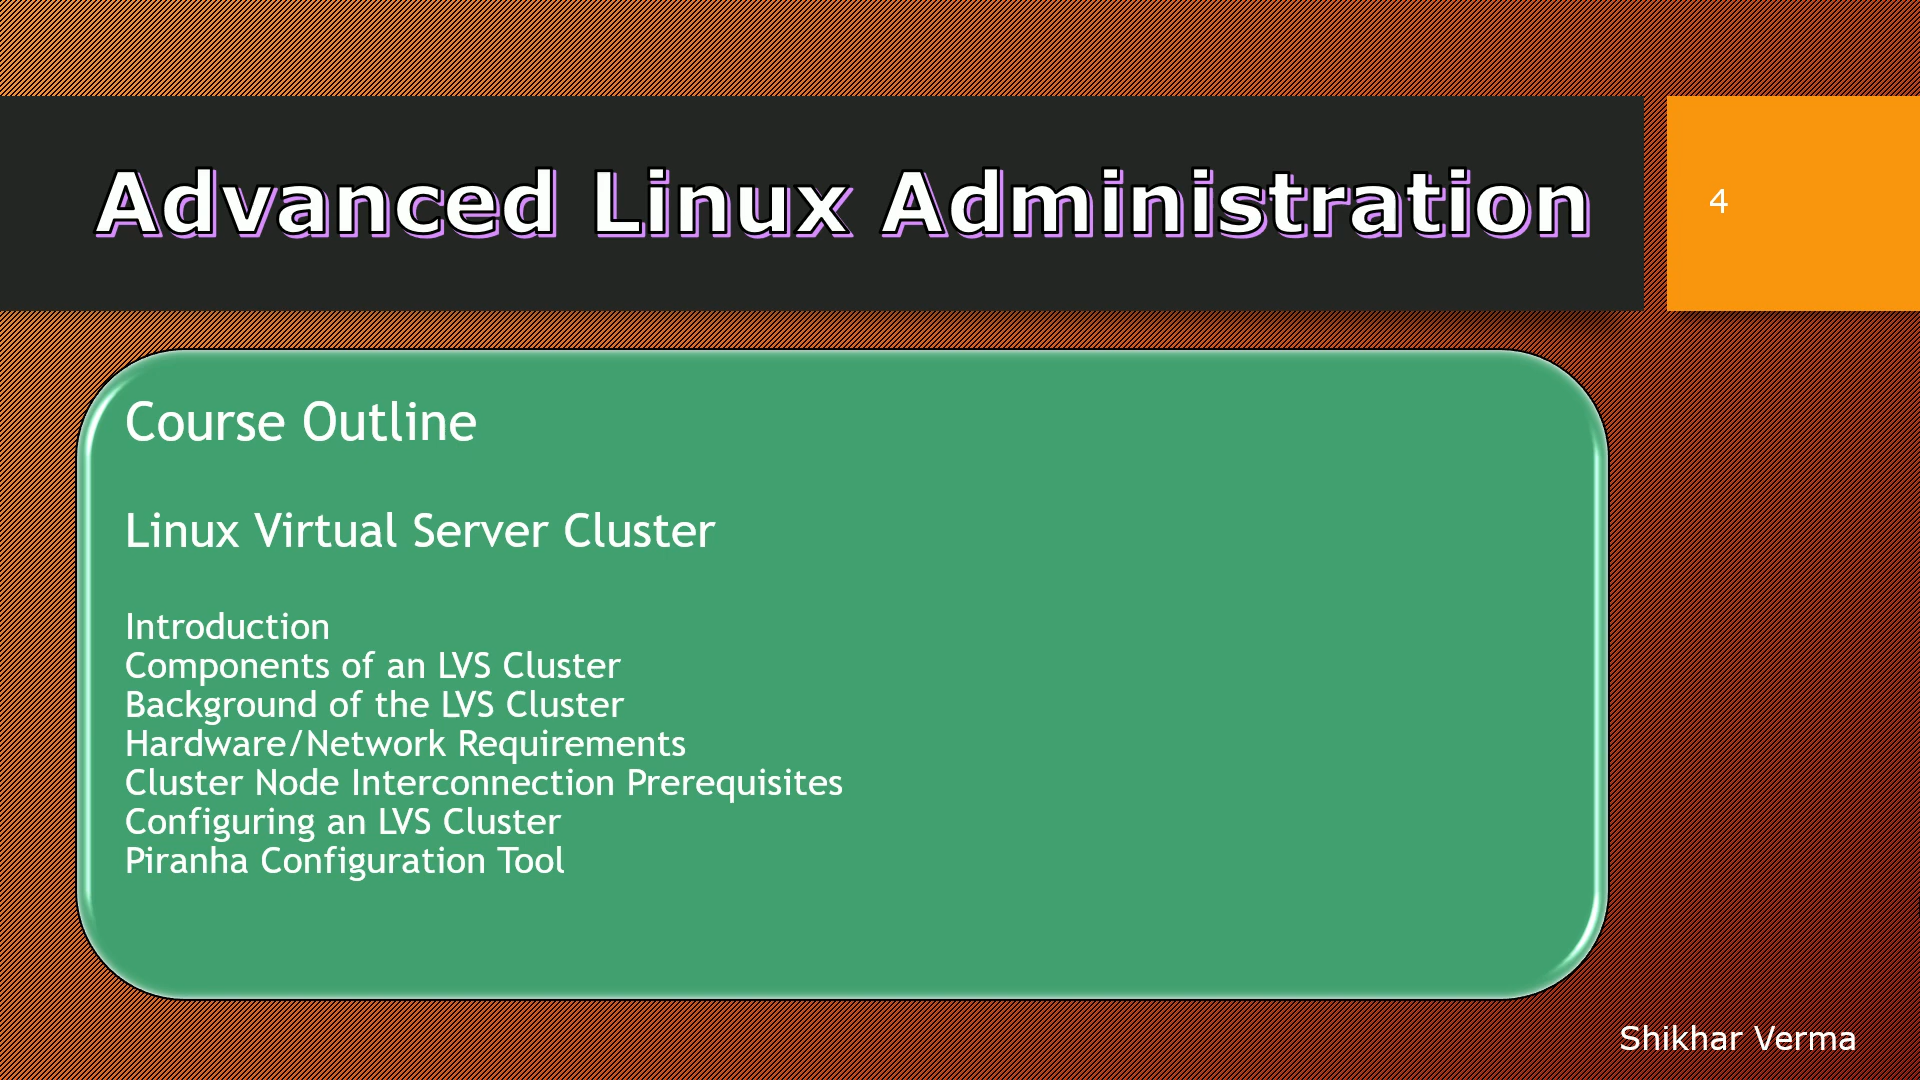 Advanced Linux Administration
4
Course Outline
Linux Virtual Server Cluster
Introduction
Components of an LVS Cluster
Background of the LVS Cluster
Hardware/Network Requirements
Cluster Node Interconnection Prerequisites
Configuring an LVS Cluster
Piranha Configuration Tool
Shikhar Verma